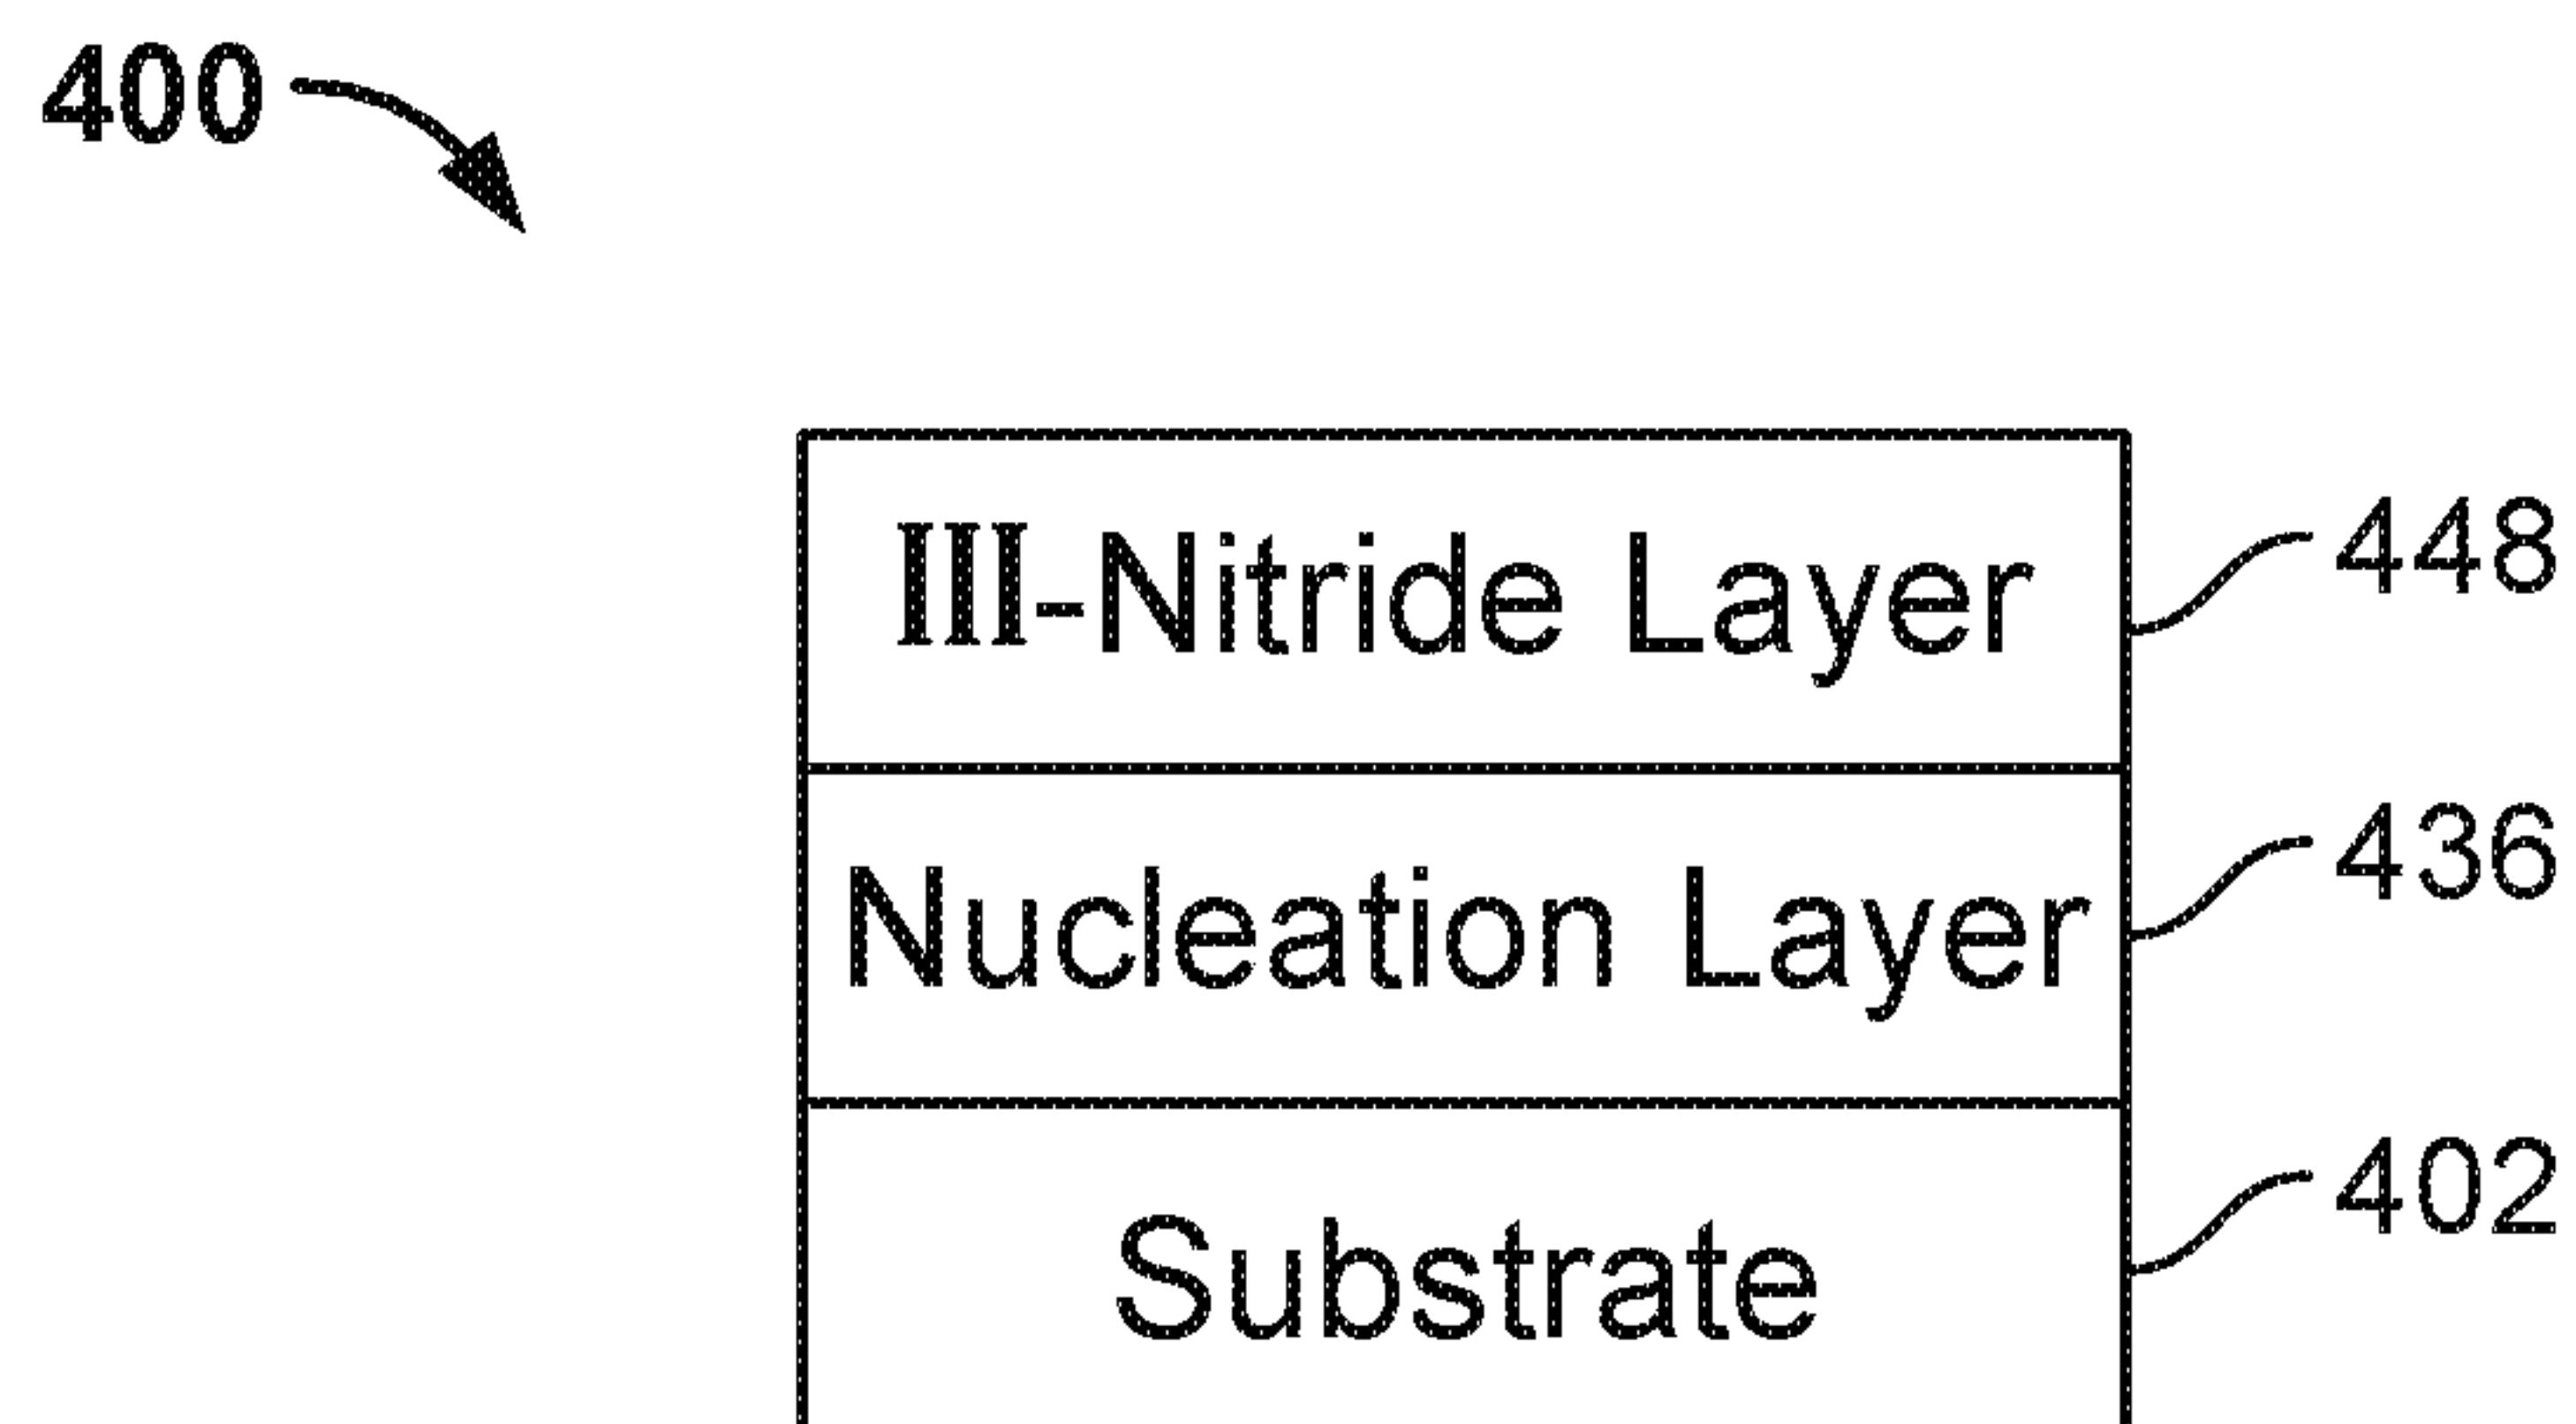 400
III-Nitride Layer
448
Nucleation Layer
436
Substrate
402